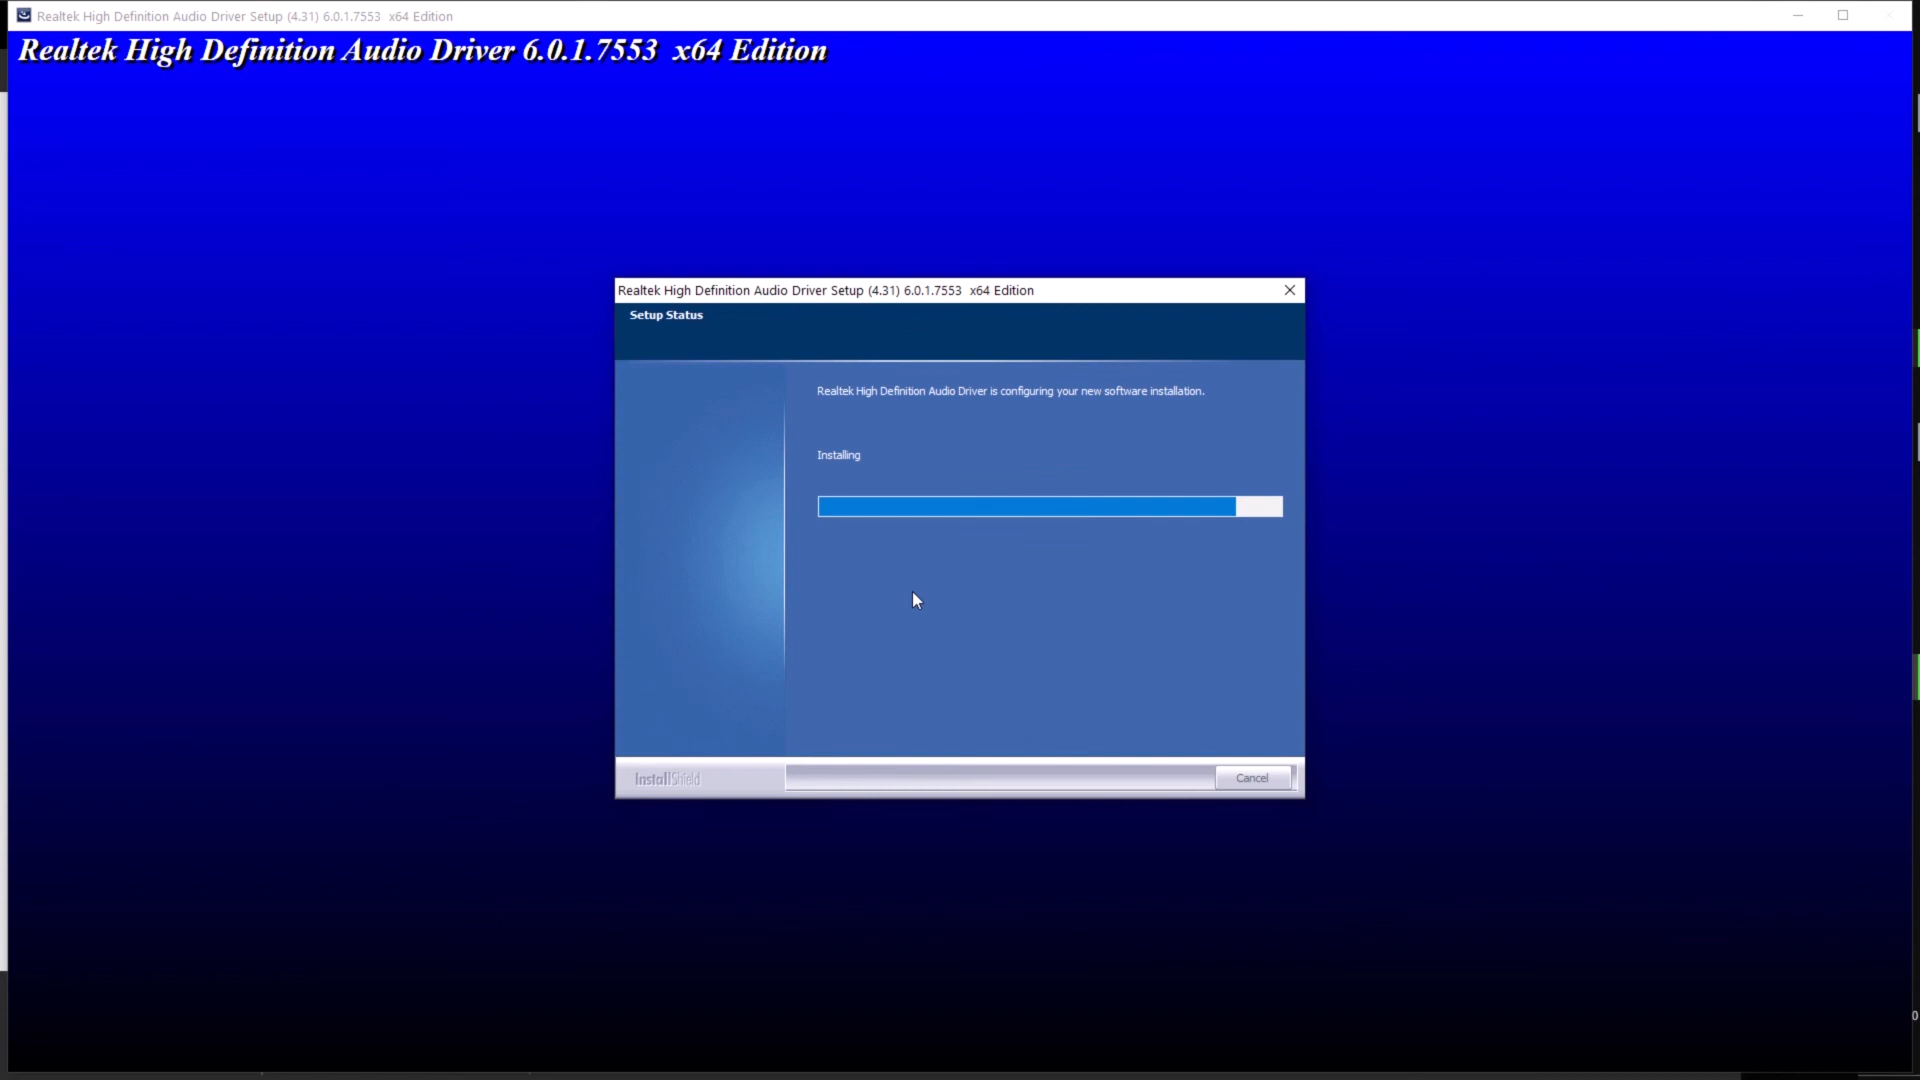 Realtek High Definition Audio Driver Setup (4.31) 6.0.1.7553  x64 Edition
Realtek High Definition Audio Driver 6.0.1.7553  x64 Edition
Realtek High Definition Audio Driver Setup (4.31) 6.0.1.7553  x64 Edition
Setup Status
Realtek High Definition Audio Driver is configuring your new software installation.
Installing
InstallShield
Cancel
0